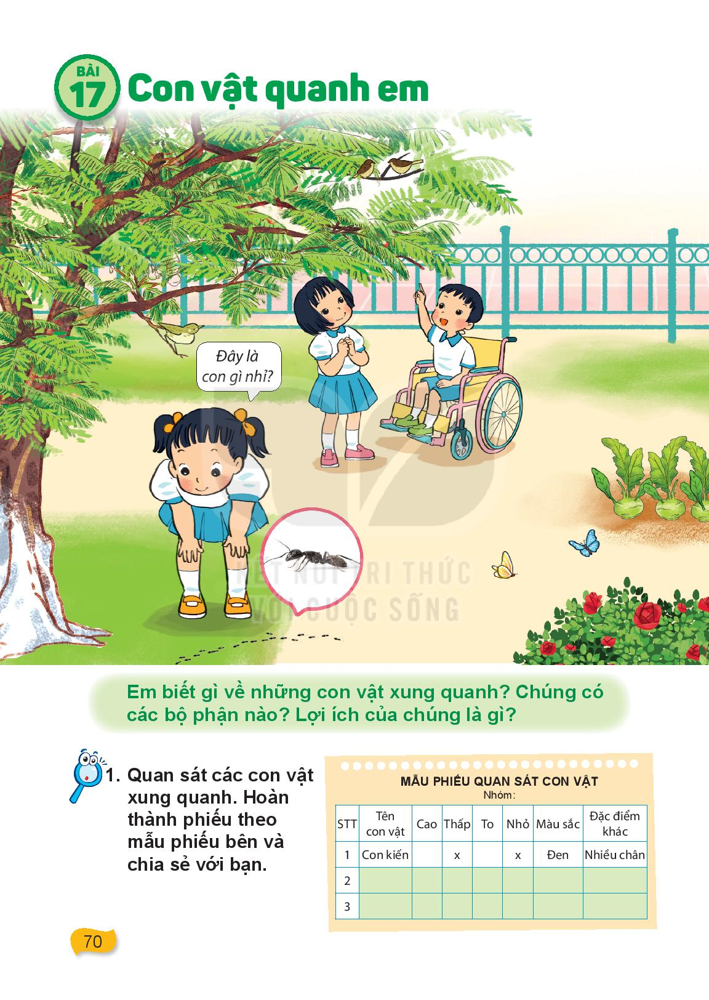 BÀI
17
Con vật quanh em
Đây là
con gì nhỉ?
KẾT NỐI TRI THỨC
VỚI CUỘC SỐNG
Em biết gì về những con vật xung quanh? Chúng có
các bộ phận nào? Lợi ích của chúng là gì?
1. Quan sát các con vật
xung quanh. Hoàn
thành phiếu theo
mẫu phiếu bên và
chia sẻ với bạn.
MẪU PHIẾU QUAN SÁT CON VẬT
Nhóm:
STT Tên con vật Cao Thấp To Nhỏ Màu sắc Đặc điểm khác
1 Con kiến x x Đen Nhiều chân
2
3
70